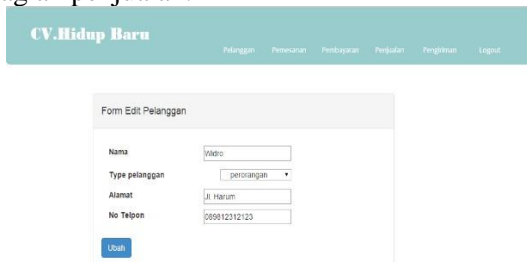 CV.Hidup Baru
Pelanggan Pemesanan Pembayaran Penjualan Pengiriman Logout
Form Edit Pelanggan
Nama Widro
Type pelanggan perorangan
Alamat Jl. Harum
No Telpon 089812312123
Ubah